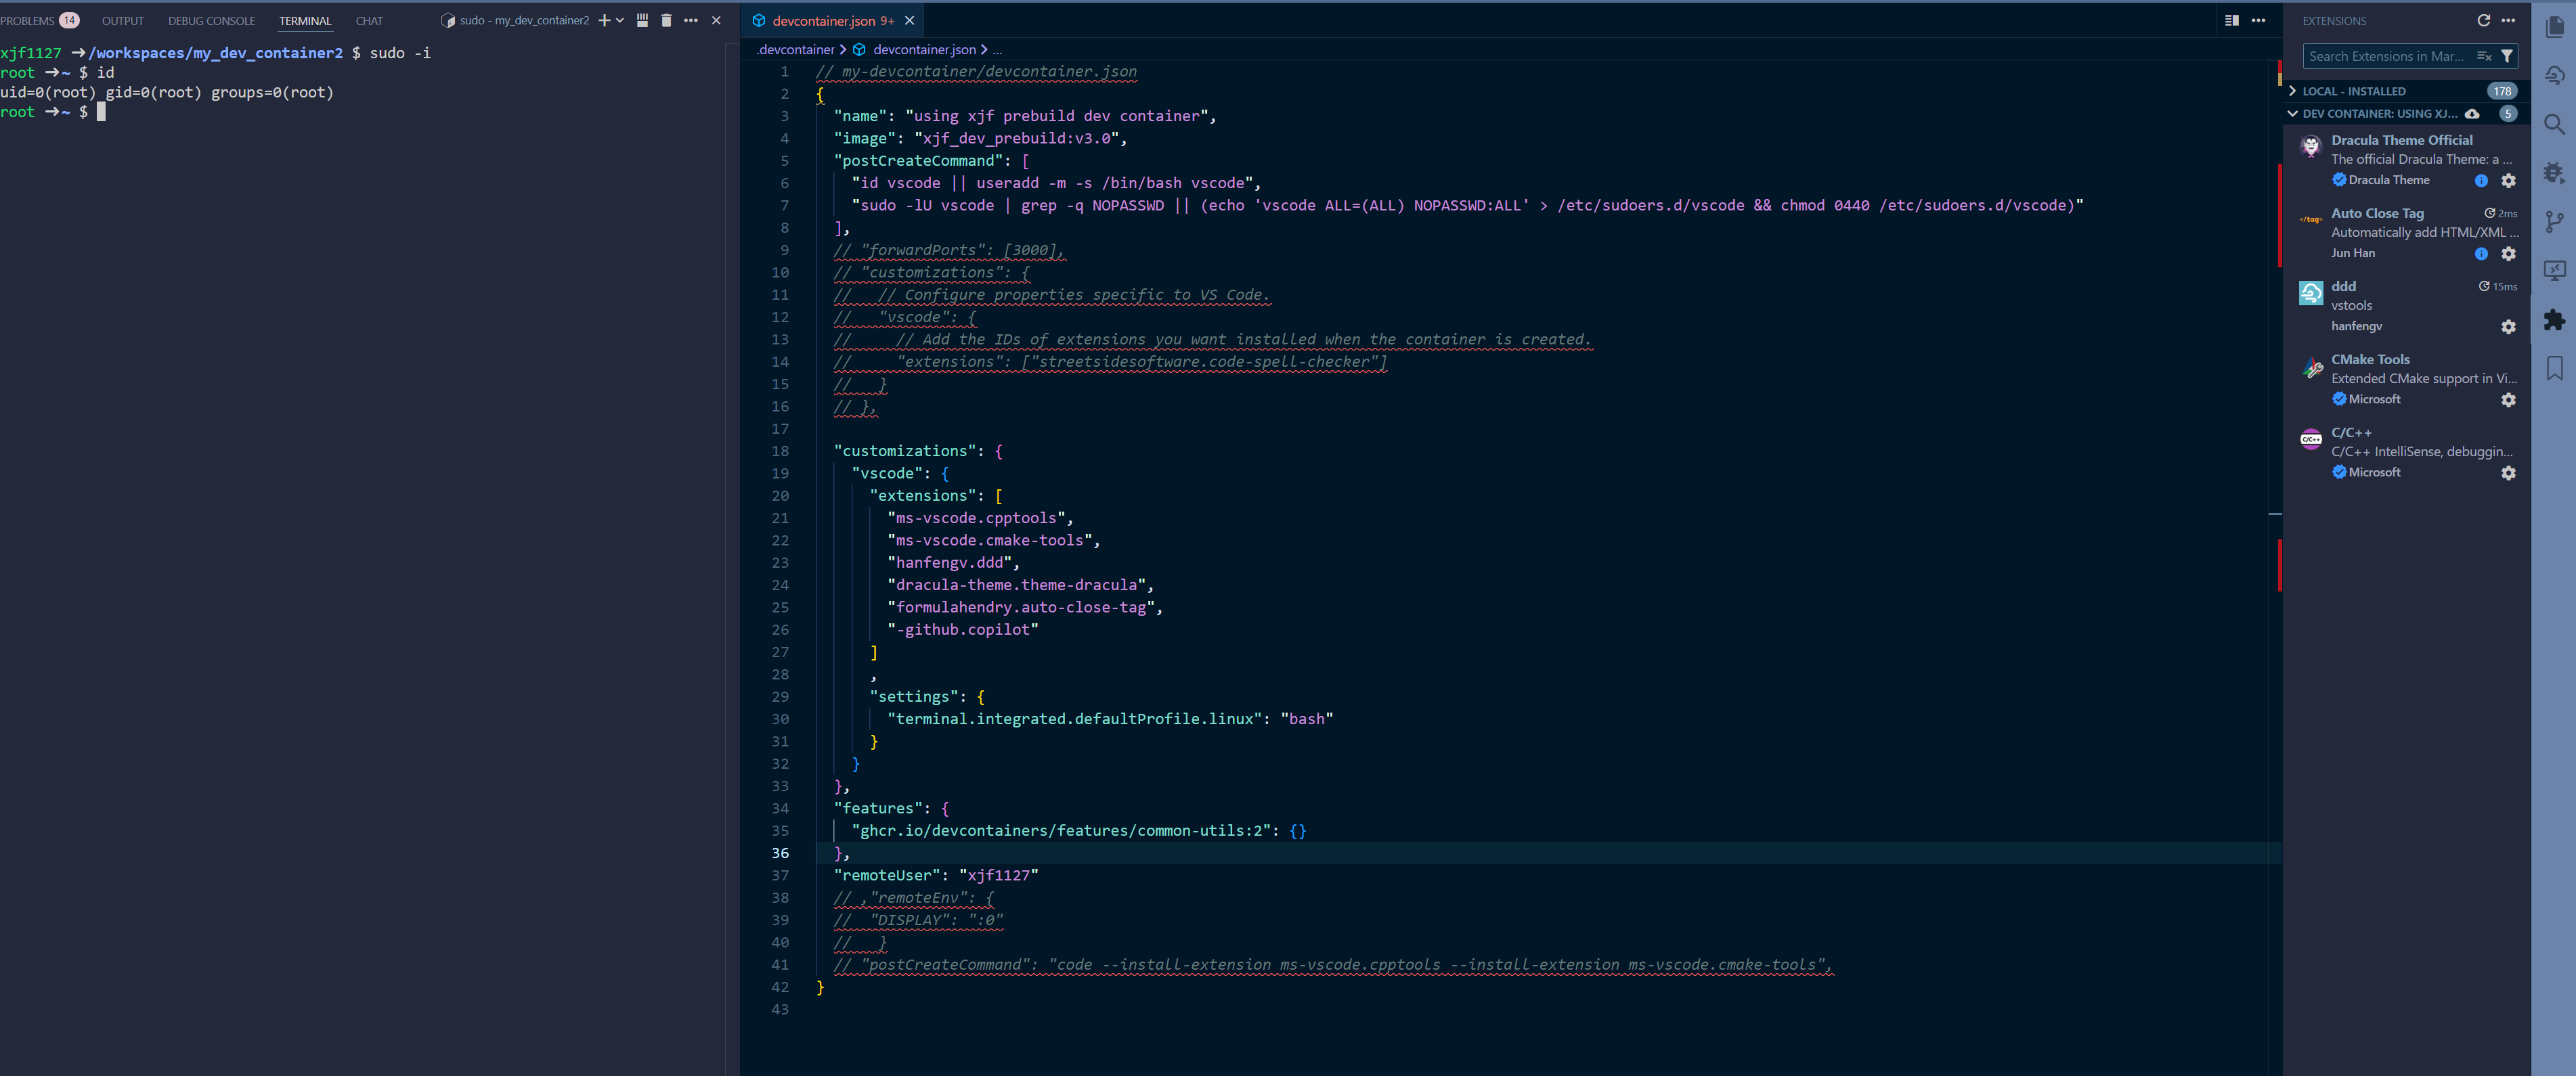 PROBLEMS 14 OUTPUT DEBUG CONSOLE TERMINAL CHAT sudo - my_dev_container2
xjf1127 ➜/workspaces/my_dev_container2 $ sudo -i
root ➜~ $ id
uid=0(root) gid=0(root) groups=0(root)
root ➜~ $
devcontainer.json 9+
.devcontainer > devcontainer.json > ...
1 // my-devcontainer/devcontainer.json
2 {
3 "name": "using xjf prebuild dev container",
4 "image": "xjf_dev_prebuild:v3.0",
5 "postCreateCommand": [
6 "id vscode || useradd -m -s /bin/bash vscode",
7 "sudo -lU vscode | grep -q NOPASSWD || (echo 'vscode ALL=(ALL) NOPASSWD:ALL' > /etc/sudoers.d/vscode && chmod 0440 /etc/sudoers.d/vscode)"
8 ],
9 // "forwardPorts": [3000],
10 // "customizations": {
11 //   // Configure properties specific to VS Code.
12 //   "vscode": {
13 //     // Add the IDs of extensions you want installed when the container is created.
14 //     "extensions": ["streetsidesoftware.code-spell-checker"]
15 //   }
16 // },
17
18 "customizations": {
19 "vscode": {
20 "extensions": [
21 "ms-vscode.cpptools",
22 "ms-vscode.cmake-tools",
23 "hanfengv.ddd",
24 "dracula-theme.theme-dracula",
25 "formulahendry.auto-close-tag",
26 "-github.copilot"
27 ]
28 ,
29 "settings": {
30 "terminal.integrated.defaultProfile.linux": "bash"
31 }
32 }
33 },
34 "features": {
35 "ghcr.io/devcontainers/features/common-utils:2": {}
36 },
37 "remoteUser": "xjf1127"
38 // ,"remoteEnv": {
39 //  "DISPLAY": ":0"
40 //   }
41 // "postCreateCommand": "code --install-extension ms-vscode.cpptools --install-extension ms-vscode.cmake-tools",
42 }
43
EXTENSIONS
Search Extensions in Mar...
LOCAL - INSTALLED 178
DEV CONTAINER: USING XJ... 5
Dracula Theme Official
The official Dracula Theme: a ...
Dracula Theme
</tag> Auto Close Tag 2ms
Automatically add HTML/XML ...
Jun Han
ddd 15ms
vstools
hanfengv
CMake Tools
Extended CMake support in Vi...
Microsoft
C/C++
C/C++ C/C++ IntelliSense, debuggin...
Microsoft